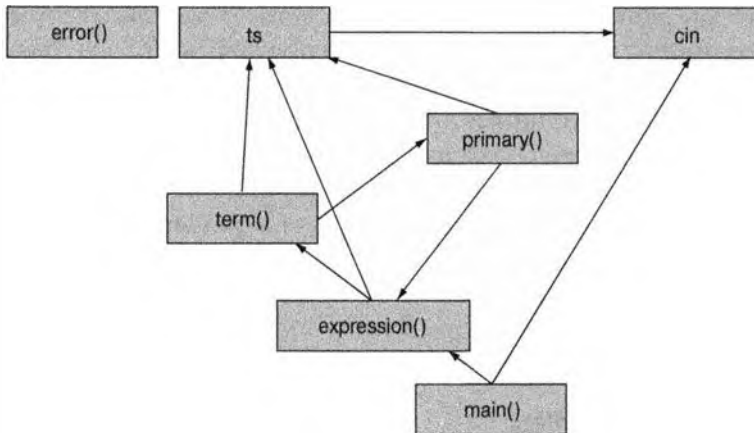 error()
ts
cin
primary()
term()
expression()
main()